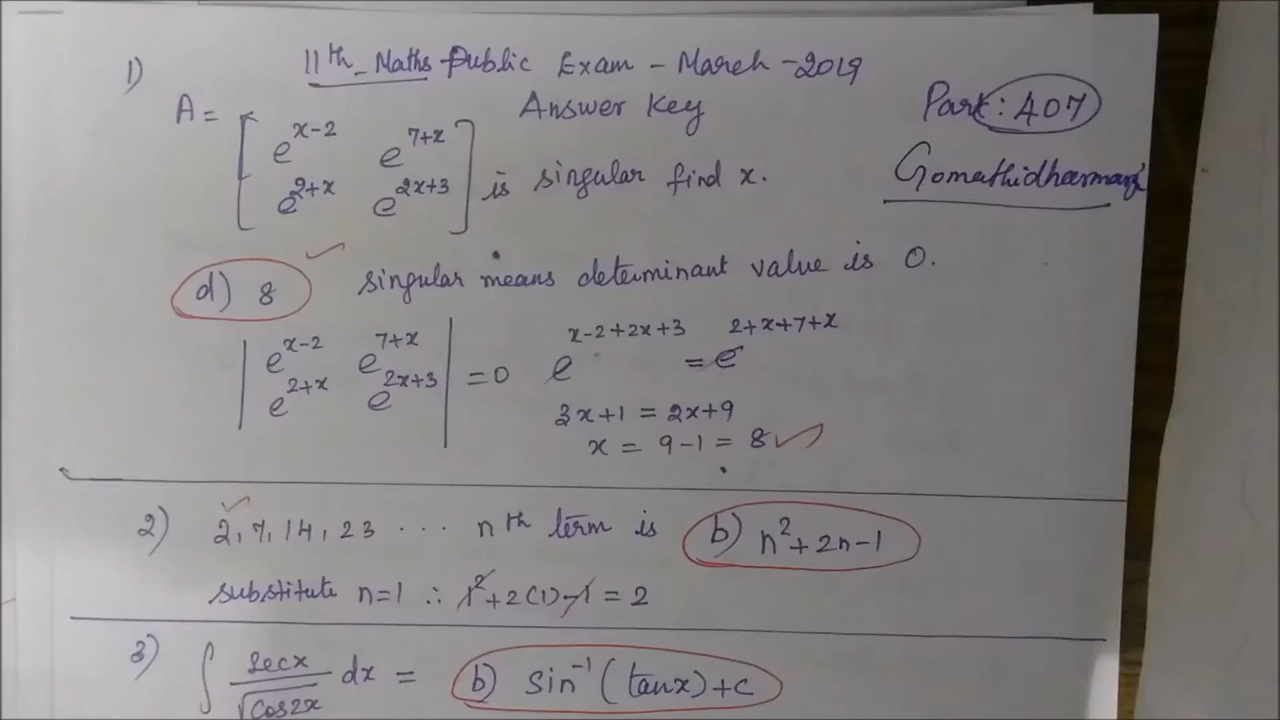 11th - Maths Public Exam - March - 2019
Answer Key
Part: 407
1) A = [ e^(x-2) e^(7+x)
e^(2+x) e^(2x+3) ] is singular find x.
d) 8 singular means determinant value is 0.
| e^(x-2) e^(7+x) |
| e^(2+x) e^(2x+3) | = 0 e^(x-2+2x+3) = e^(2+x+7+x)
3x+1 = 2x+9
x = 9-1 = 8
2) 2, 7, 14, 23 ... nth term is b) n²+2n-1
substitute n=1 ∴ 1²+2(1)-1 = 2
3) ∫ secx/√cos2x dx = b) sin⁻¹(tanx)+c